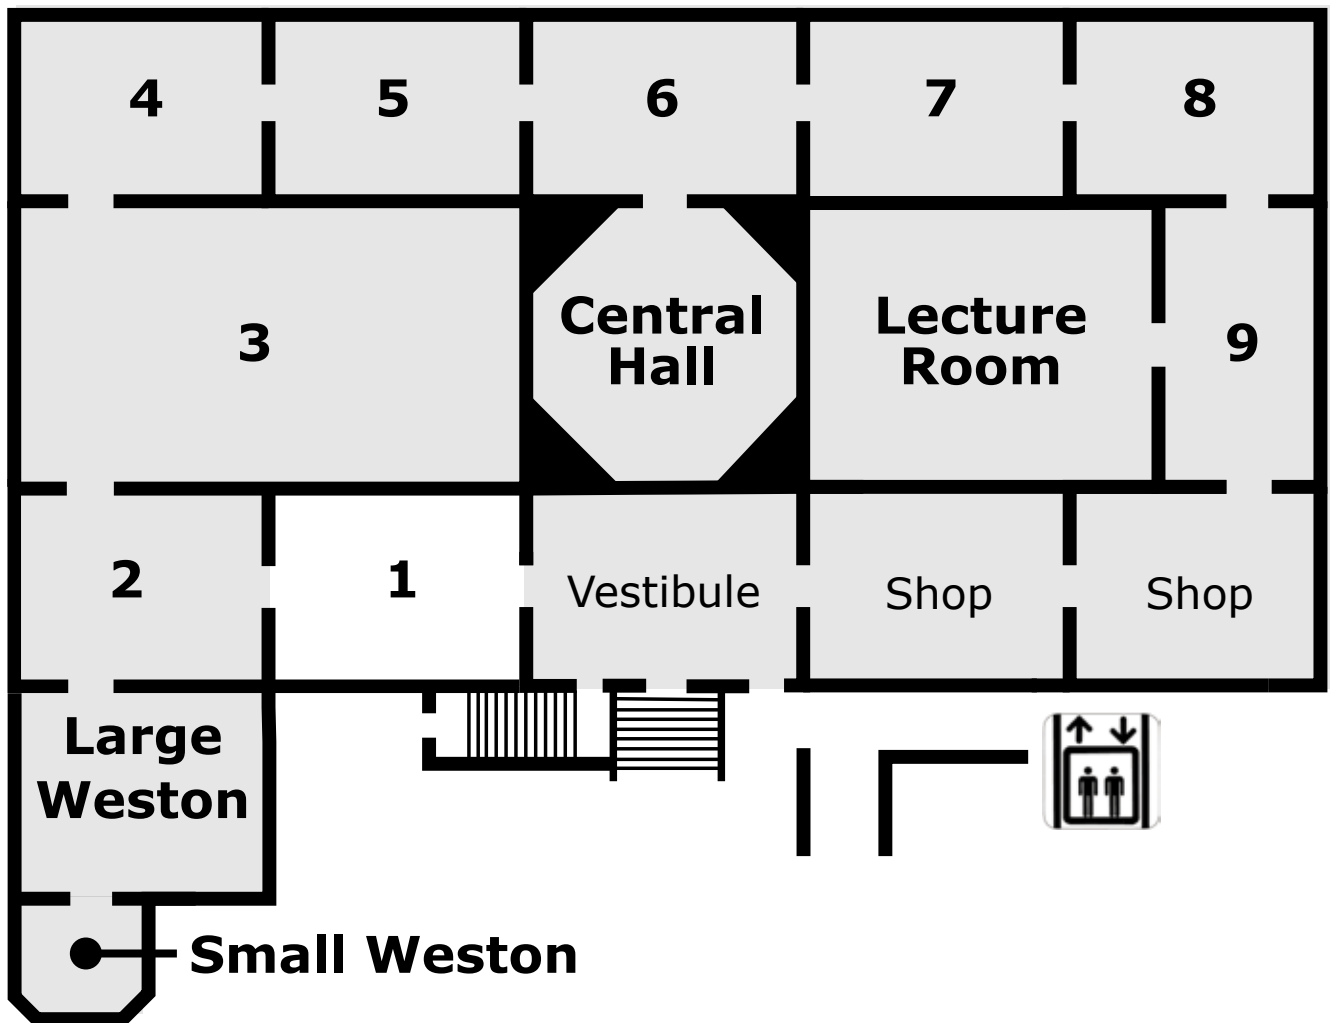 4
5
6
7
8
3
Central
Hall
Lecture
Room
9
2
1
Vestibule
Shop
Shop
Large
Weston
Small Weston